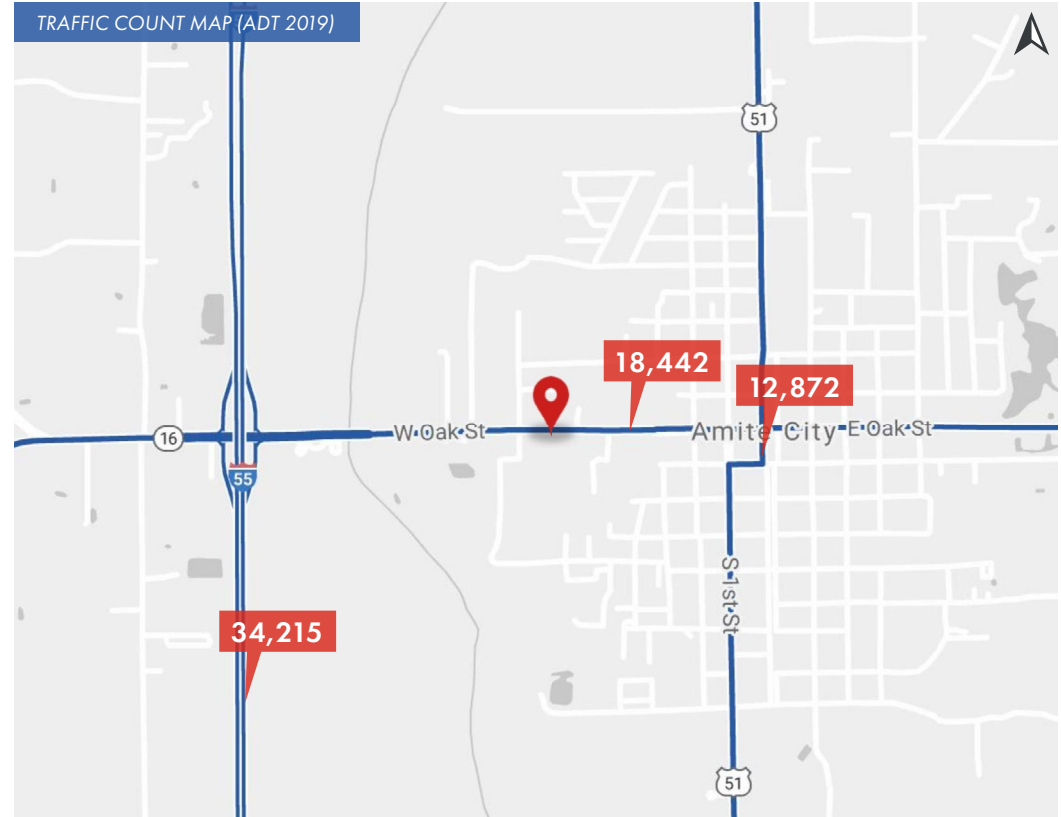 TRAFFIC COUNT MAP (ADT 2019)
51
18,442
12,872
16
W Oak St
Amite City
E Oak St
55
S 1st St
34,215
51